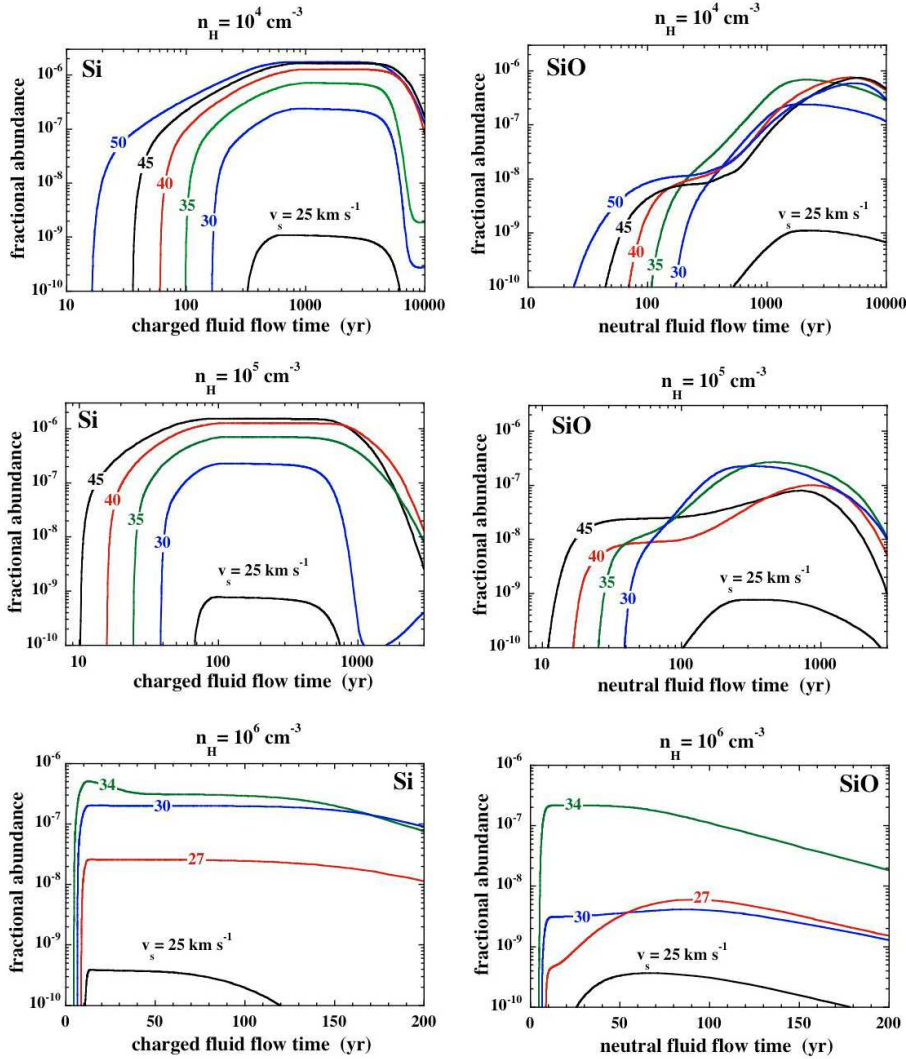 n_H = 10^4 cm^-3
Si
fractional abundance
10^-6
10^-7
10^-8
10^-9
10^-10
50
45
40
35
30
v_s = 25 km s^-1
10 100 1000 10000
charged fluid flow time (yr)
n_H = 10^4 cm^-3
SiO
fractional abundance
10^-6
10^-7
10^-8
10^-9
10^-10
50
45
40
35
30
v_s = 25 km s^-1
10 100 1000 10000
neutral fluid flow time (yr)
n_H = 10^5 cm^-3
Si
fractional abundance
10^-6
10^-7
10^-8
10^-9
10^-10
45
40
35
30
v_s = 25 km s^-1
10 100 1000
charged fluid flow time (yr)
n_H = 10^5 cm^-3
SiO
fractional abundance
10^-6
10^-7
10^-8
10^-9
10^-10
45
40
35
30
v_s = 25 km s^-1
10 100 1000
neutral fluid flow time (yr)
n_H = 10^6 cm^-3
Si
fractional abundance
10^-6
10^-7
10^-8
10^-9
10^-10
34
30
27
v_s = 25 km s^-1
0 50 100 150 200
charged fluid flow time (yr)
n_H = 10^6 cm^-3
SiO
fractional abundance
10^-6
10^-7
10^-8
10^-9
10^-10
34
27
30
v_s = 25 km s^-1
0 50 100 150 200
neutral fluid flow time (yr)